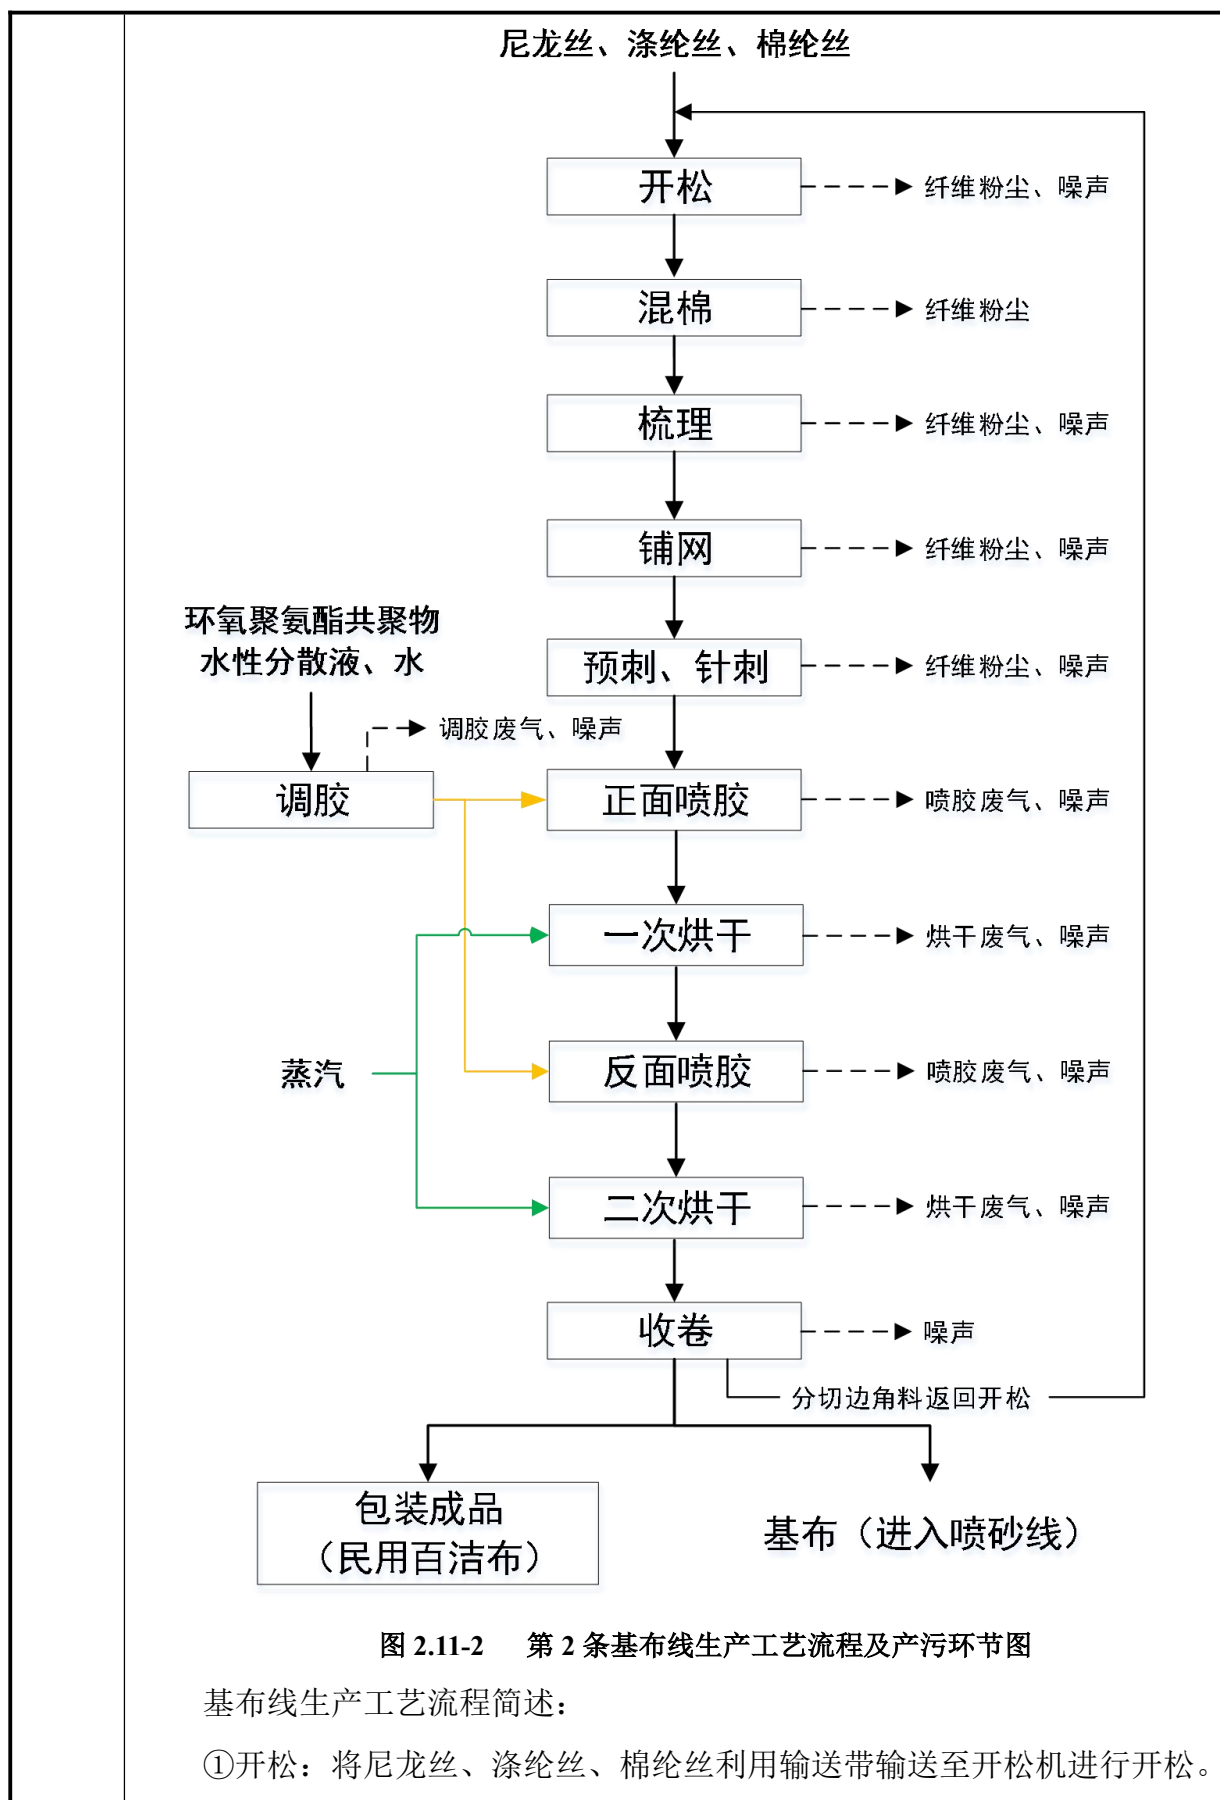 尼龙丝、涤纶丝、棉纶丝
开松
纤维粉尘、噪声
混棉
纤维粉尘
梳理
纤维粉尘、噪声
铺网
纤维粉尘、噪声
环氧聚氨酯共聚物
水性分散液、水
预刺、针刺
纤维粉尘、噪声
调胶废气、噪声
调胶
正面喷胶
喷胶废气、噪声
一次烘干
烘干废气、噪声
蒸汽
反面喷胶
喷胶废气、噪声
二次烘干
烘干废气、噪声
收卷
噪声
分切边角料返回开松
包装成品
（民用百洁布）
基布（进入喷砂线）
图 2.11-2 第 2 条基布线生产工艺流程及产污环节图
基布线生产工艺流程简述：
①开松：将尼龙丝、涤纶丝、棉纶丝利用输送带输送至开松机进行开松。